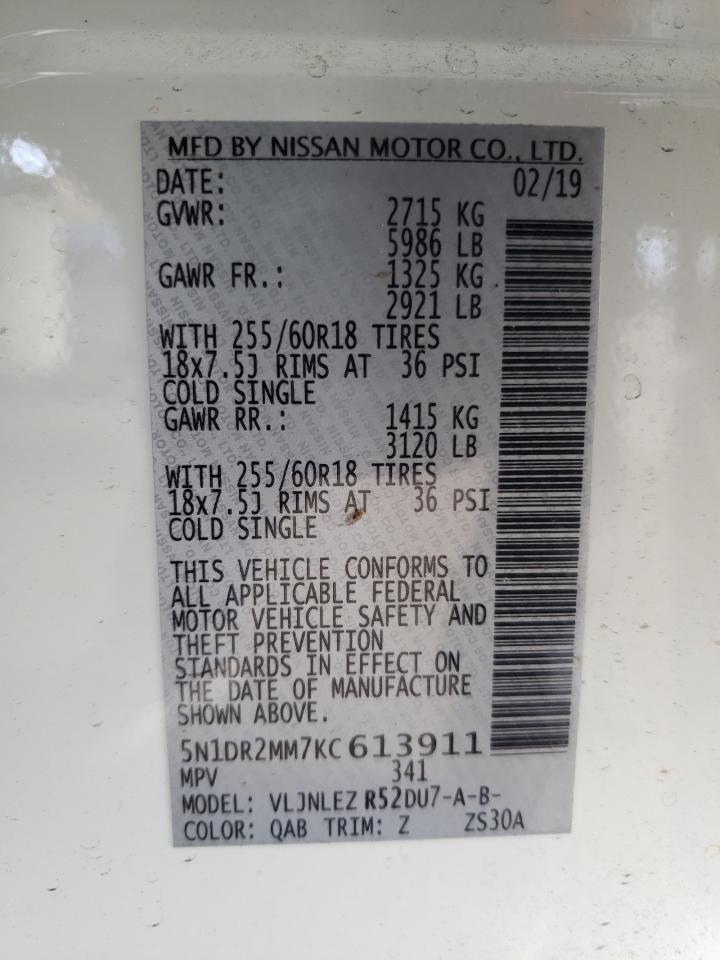 MFD BY NISSAN MOTOR CO., LTD.
DATE: 02/19
GVWR: 2715 KG
5986 LB
GAWR FR.: 1325 KG
2921 LB
WITH 255/60R18 TIRES
18x7.5J RIMS AT 36 PSI
COLD SINGLE
GAWR RR.: 1415 KG
3120 LB
WITH 255/60R18 TIRES
18x7.5J RIMS AT 36 PSI
COLD SINGLE
THIS VEHICLE CONFORMS TO
ALL APPLICABLE FEDERAL
MOTOR VEHICLE SAFETY AND
THEFT PREVENTION
STANDARDS IN EFFECT ON
THE DATE OF MANUFACTURE
SHOWN ABOVE.
5N1DR2MM7KC613911
MPV 341
MODEL: VLJNLEZ R52DU7-A-B-
COLOR: QAB TRIM: Z ZS30A